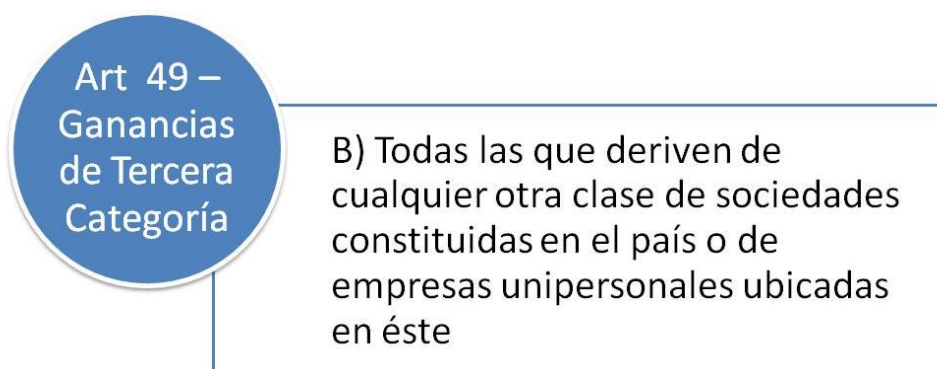 Art 49 –
Ganancias
de Tercera
Categoría
B) Todas las que deriven de
cualquier otra clase de sociedades
constituidas en el país o de
empresas unipersonales ubicadas
en éste